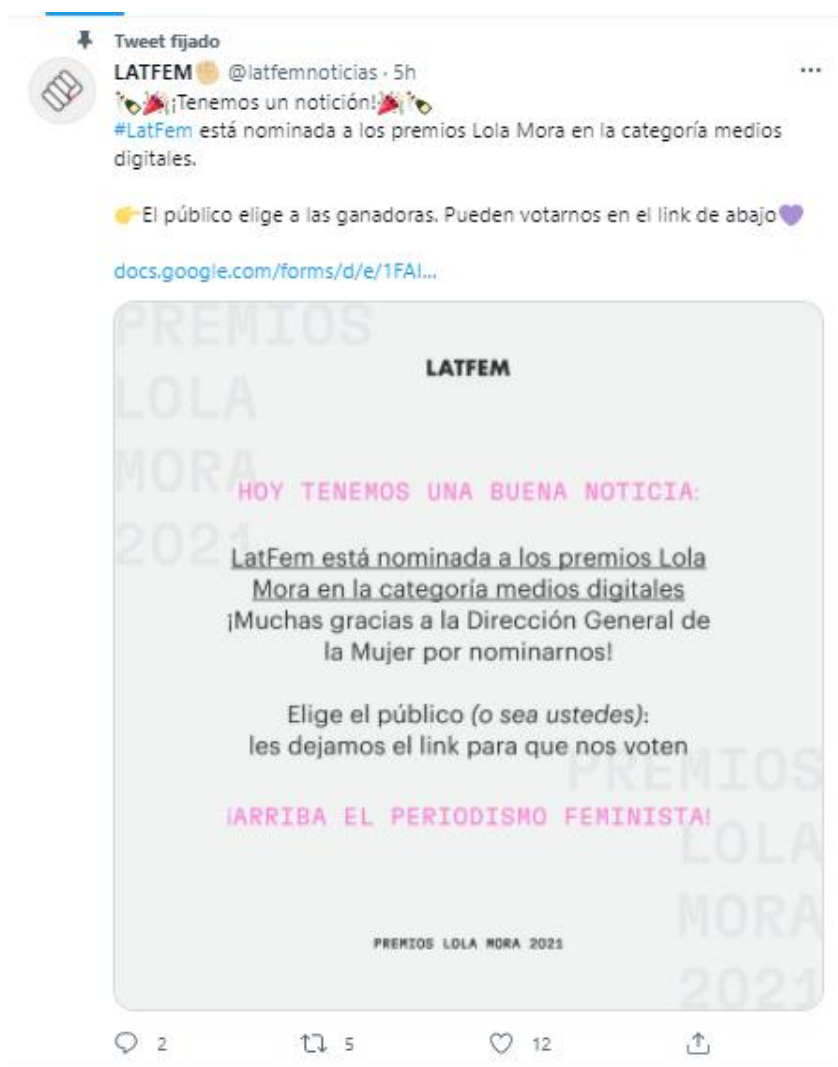 Tweet fijado
LATFEM✊🏼 @latfemnoticias · 5h
🍾🎉¡Tenemos un notición!🎉🍾
#LatFem está nominada a los premios Lola Mora en la categoría medios
digitales.
👉El público elige a las ganadoras. Pueden votarnos en el link de abajo💜
docs.google.com/forms/d/e/1FAI...
PREMIOS
LOLA
MORA
2021
LATFEM
HOY TENEMOS UNA BUENA NOTICIA:
LatFem está nominada a los premios Lola
Mora en la categoría medios digitales
¡Muchas gracias a la Dirección General de
la Mujer por nominarnos!
Elige el público (o sea ustedes):
les dejamos el link para que nos voten
¡ARRIBA EL PERIODISMO FEMINISTA!
PREMIOS
LOLA
MORA
2021
PREMIOS LOLA MORA 2021
2 5 12